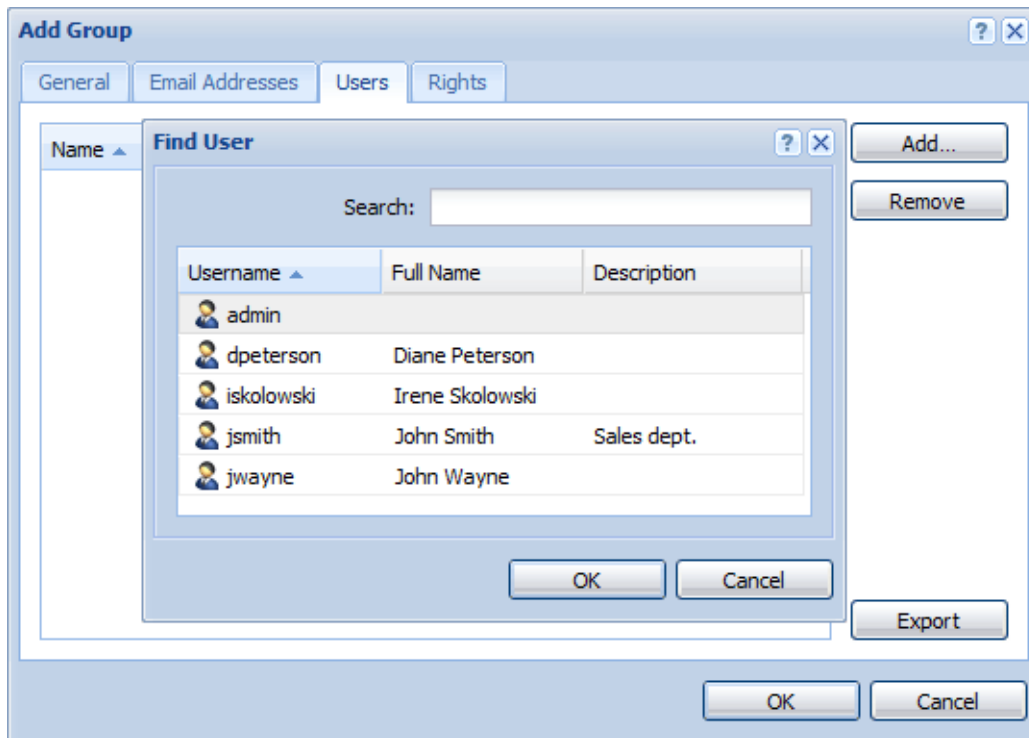 Add Group
General Email Addresses Users Rights
Name Find User Add...
Search: Remove
Username Full Name Description
admin
dpeterson Diane Peterson
iskolowski Irene Skolowski
jsmith John Smith Sales dept.
jwayne John Wayne
OK Cancel
Export
OK Cancel